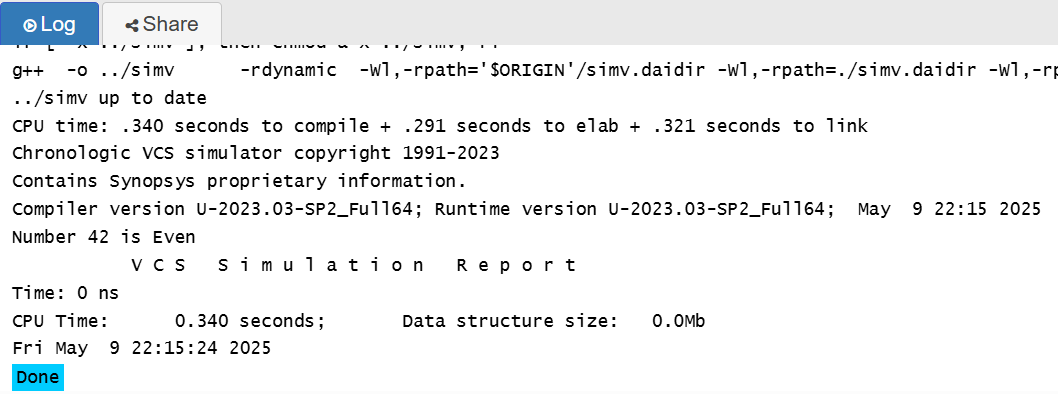 Log
Share
g++  -o ../simv      -rdynamic  -Wl,-rpath='$ORIGIN'/simv.daidir -Wl,-rpath=./simv.daidir -Wl,-rp
../simv up to date
CPU time: .340 seconds to compile + .291 seconds to elab + .321 seconds to link
Chronologic VCS simulator copyright 1991-2023
Contains Synopsys proprietary information.
Compiler version U-2023.03-SP2_Full64; Runtime version U-2023.03-SP2_Full64;  May  9 22:15 2025
Number 42 is Even
           V C S   S i m u l a t i o n   R e p o r t
Time: 0 ns
CPU Time:      0.340 seconds;       Data structure size:   0.0Mb
Fri May  9 22:15:24 2025
Done